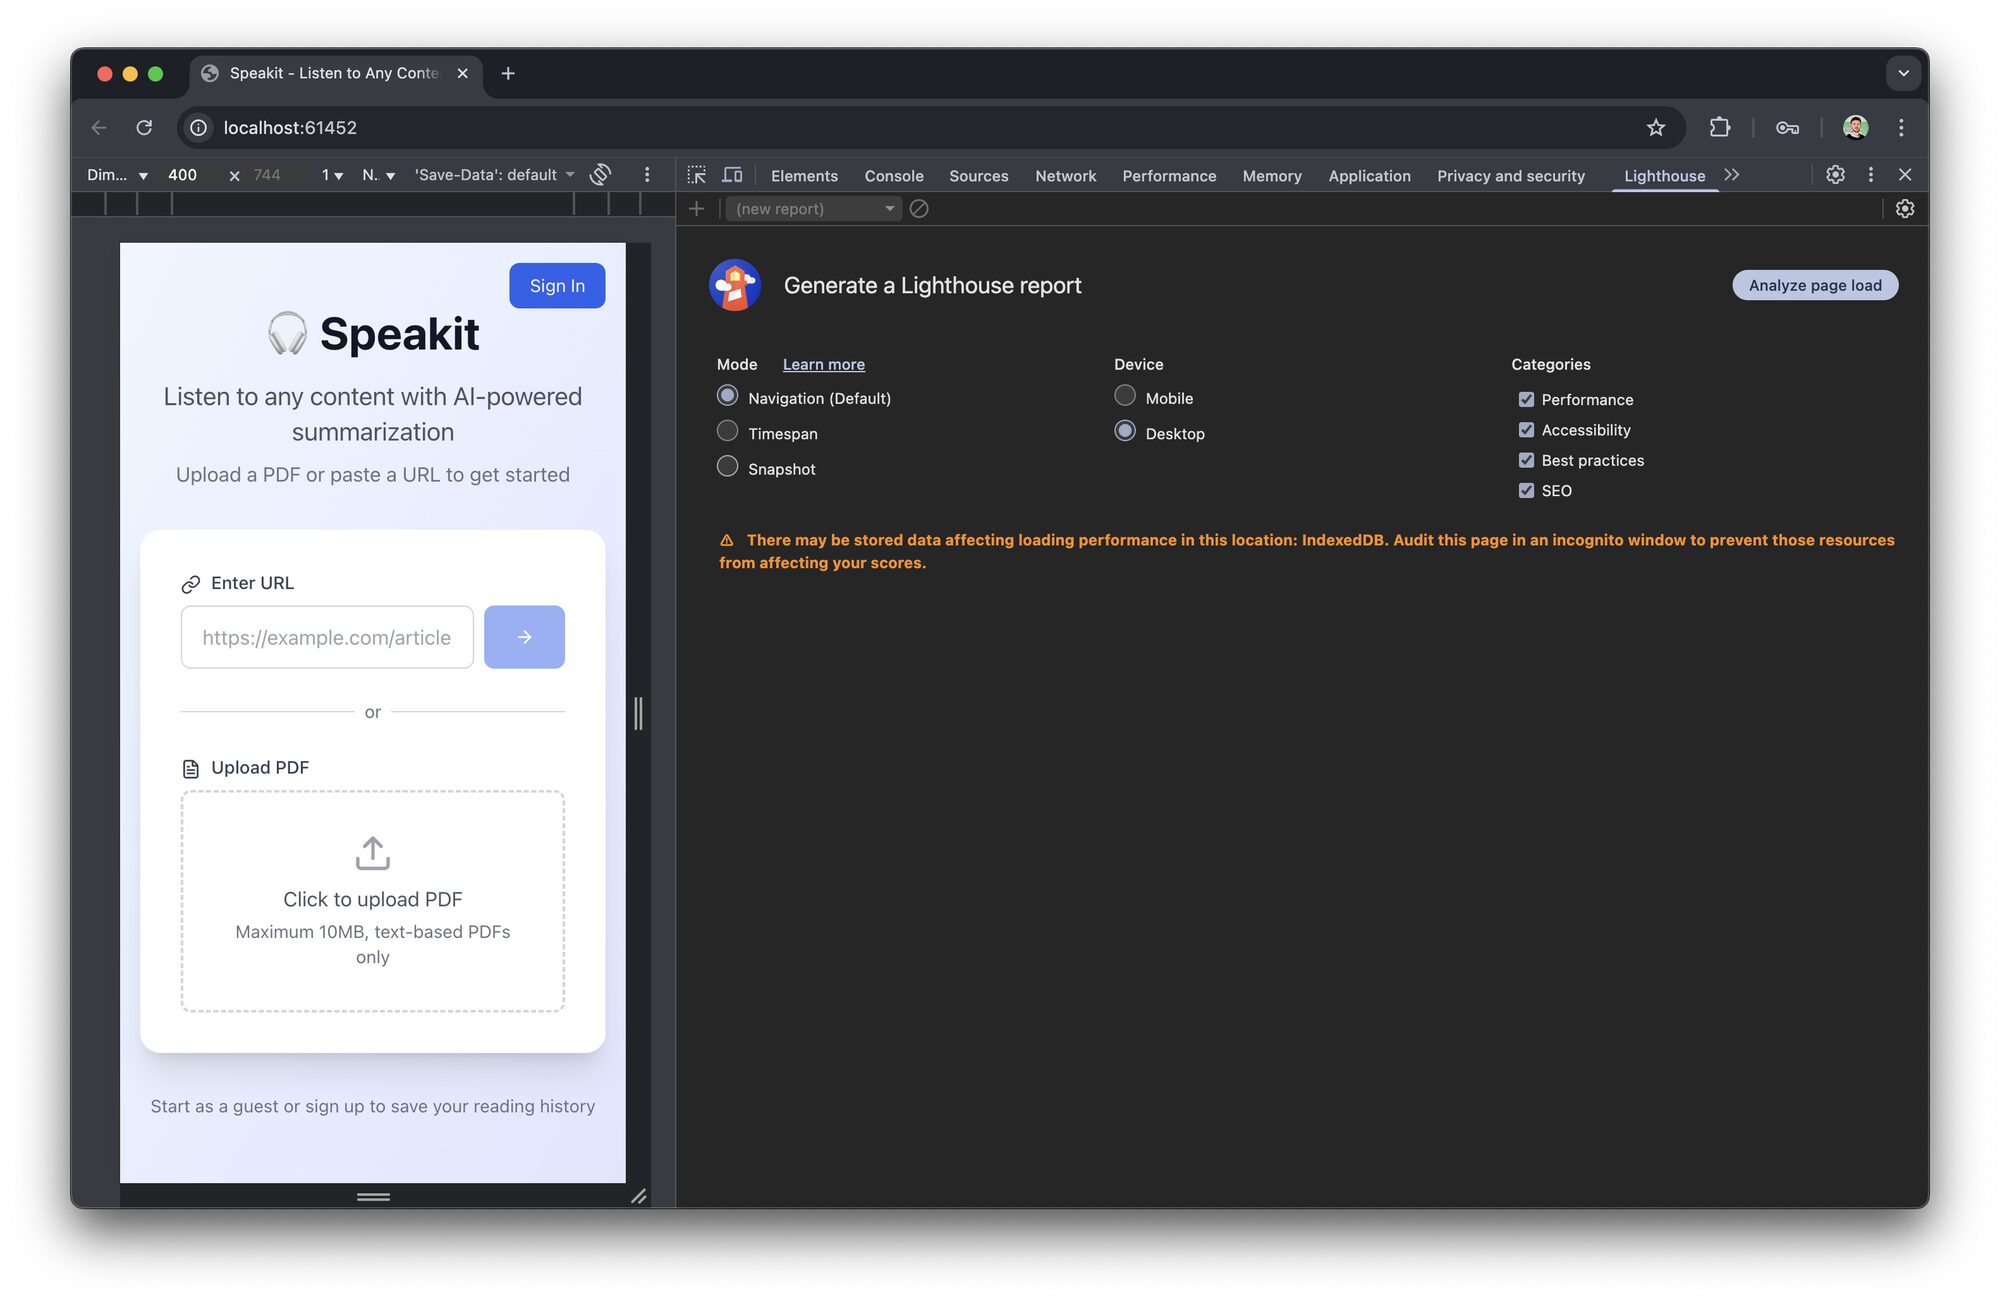 Speakit - Listen to Any Conte
localhost:61452
Dim... 400 × 744 1 N.. 'Save-Data': default
Elements Console Sources Network Performance Memory Application Privacy and security Lighthouse
(new report)
Sign In
Speakit
Listen to any content with AI-powered
summarization
Upload a PDF or paste a URL to get started
Enter URL
https://example.com/article
or
Upload PDF
Click to upload PDF
Maximum 10MB, text-based PDFs
only
Start as a guest or sign up to save your reading history
Generate a Lighthouse report
Analyze page load
Mode Learn more
Navigation (Default)
Timespan
Snapshot
Device
Mobile
Desktop
Categories
Performance
Accessibility
Best practices
SEO
There may be stored data affecting loading performance in this location: IndexedDB. Audit this page in an incognito window to prevent those resources
from affecting your scores.